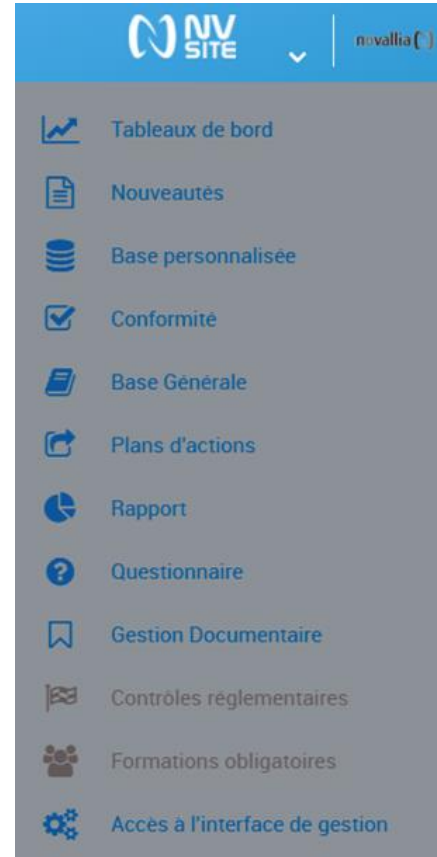 NV
SITE
novallia
Tableaux de bord
Nouveautés
Base personnalisée
Conformité
Base Générale
Plans d'actions
Rapport
Questionnaire
Gestion Documentaire
Contrôles réglementaires
Formations obligatoires
Accès à l'interface de gestion